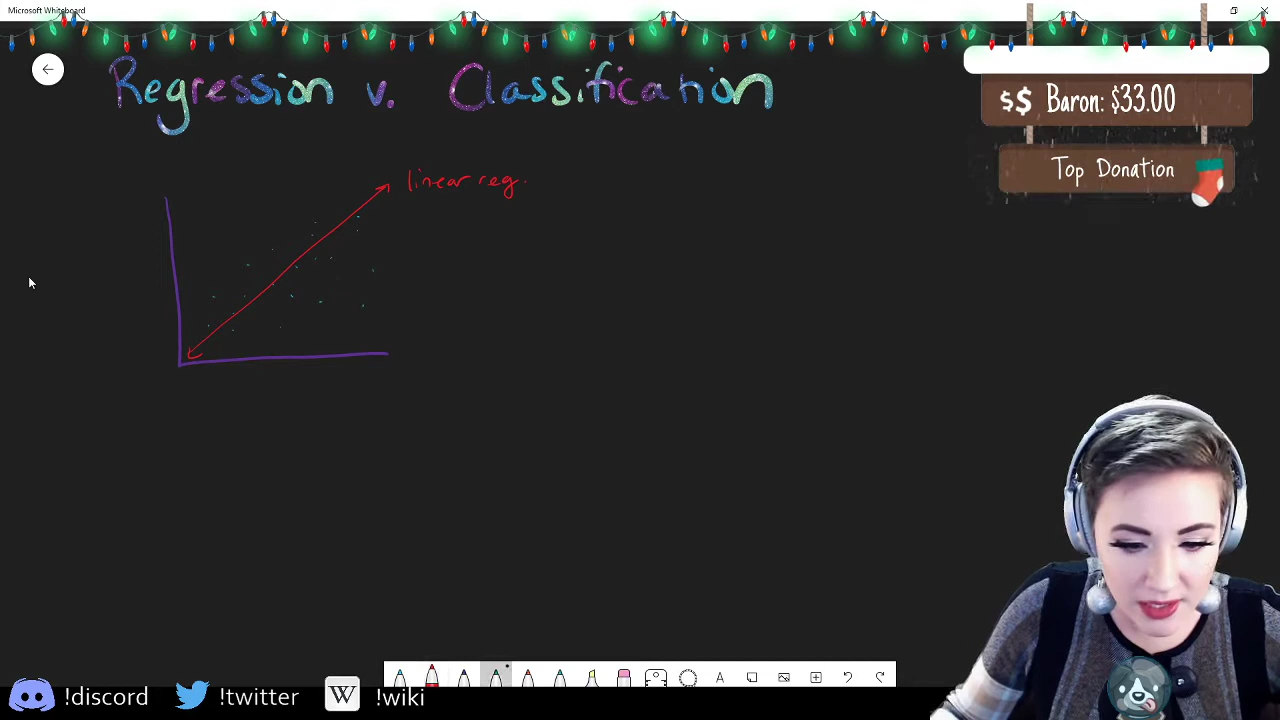 Microsoft Whiteboard
Regression v. Classification
$$ Baron: $33.00
Top Donation
linear reg.
!discord
!twitter
W !wiki